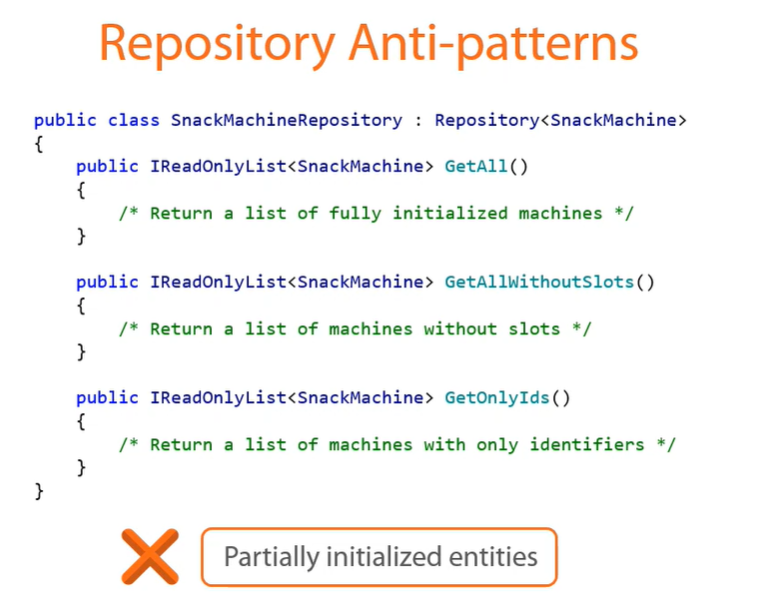 Repository Anti-patterns
public class SnackMachineRepository : Repository<SnackMachine>
{
    public IReadOnlyList<SnackMachine> GetAll()
    {
        /* Return a list of fully initialized machines */
    }
    public IReadOnlyList<SnackMachine> GetAllWithoutSlots()
    {
        /* Return a list of machines without slots */
    }
    public IReadOnlyList<SnackMachine> GetOnlyIds()
    {
        /* Return a list of machines with only identifiers */
    }
}
Partially initialized entities